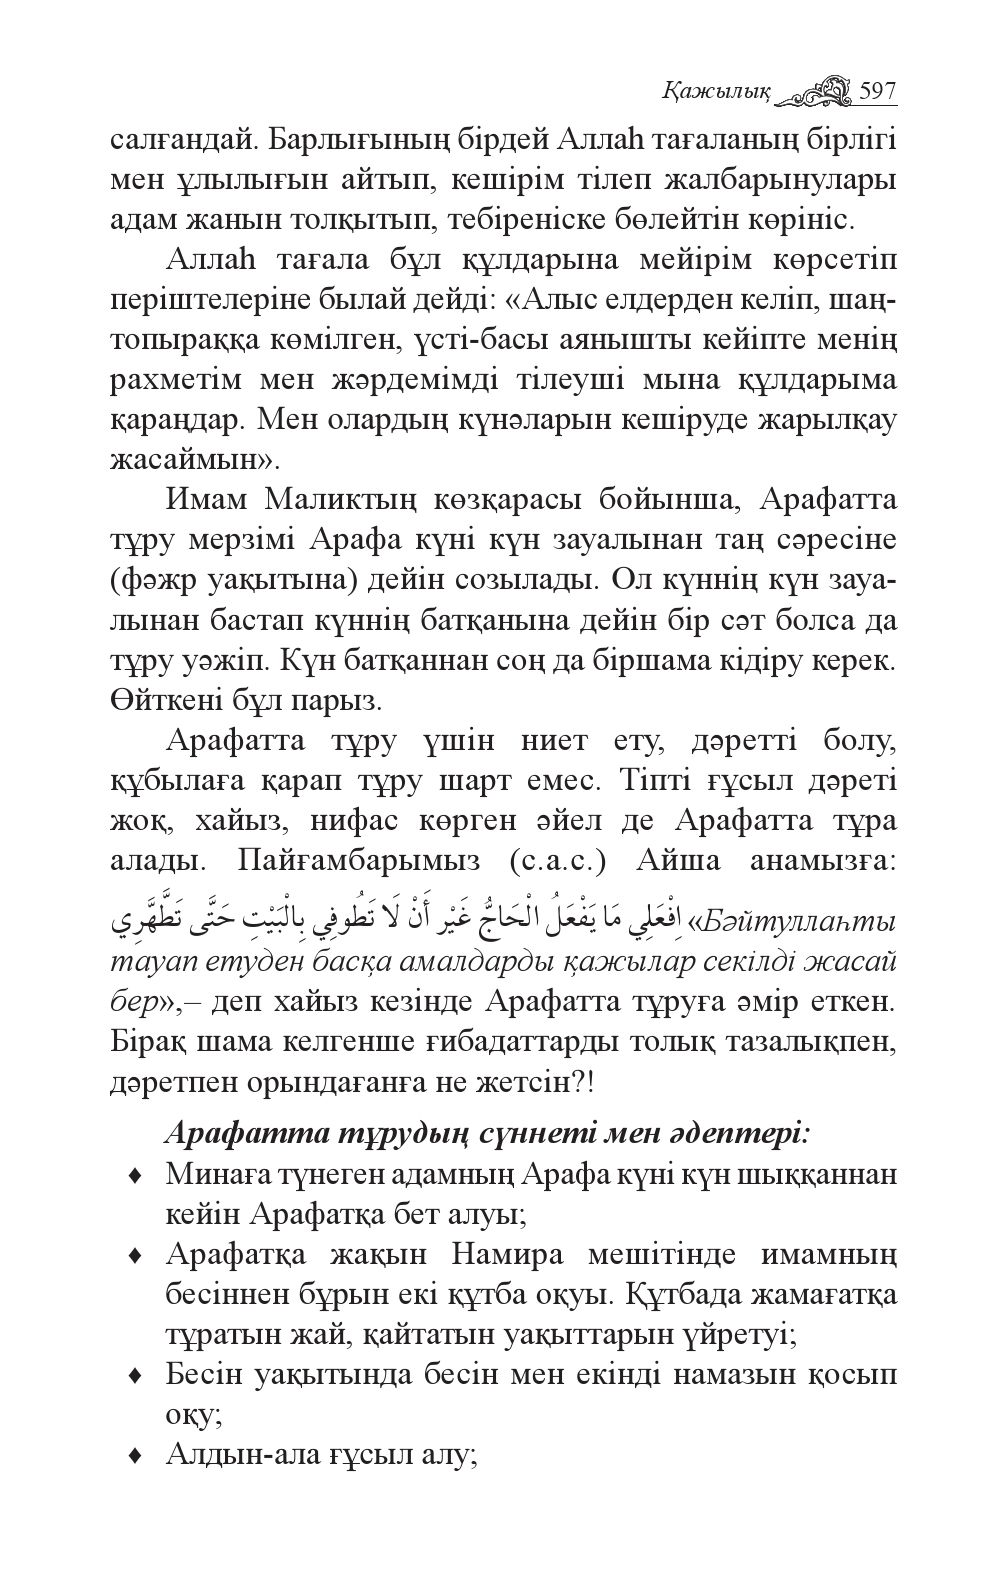 Қажылық 597
салғандай. Барлығының бірдей Аллаһ тағаланың бірлігі
мен ұлылығын айтып, кешірім тілеп жалбарынулары
адам жанын толқытып, тебіреніске бөлейтін көрініс.
Аллаһ тағала бұл құлдарына мейірім көрсетіп
періштелеріне былай дейді: «Алыс елдерден келіп, шаң-
топыраққа көмілген, үсті-басы аянышты кейіпте менің
рахметім мен жәрдемімді тілеуші мына құлдарыма
қараңдар. Мен олардың күнәларын кешіруде жарылқау
жасаймын».
Имам Маликтың көзқарасы бойынша, Арафатта
тұру мерзімі Арафа күні күн зауалынан таң сәресіне
(фәжр уақытына) дейін созылады. Ол күннің күн зауа-
лынан бастап күннің батқанына дейін бір сәт болса да
тұру уәжіп. Күн батқаннан соң да біршама кідіру керек.
Өйткені бұл парыз.
Арафатта тұру үшін ниет ету, дәретті болу,
құбылаға қарап тұру шарт емес. Тіпті ғұсыл дәреті
жоқ, хайыз, нифас көрген әйел де Арафатта тұра
алады. Пайғамбарымыз (с.а.с.) Айша анамызға:
اِفْعَلِي مَا يَفْعَلُ الْحَاجُّ غَيْر أَنْ لَا تَطُوفِي بِالْبَيْتِ حَتَّى تَطَّهَّرِي «Бәйтуллаһты
тауап етуден басқа амалдарды қажылар секілді жасай
бер»,– деп хайыз кезінде Арафатта тұруға әмір еткен.
Бірақ шама келгенше ғибадаттарды толық тазалықпен,
дәретпен орындағанға не жетсін?!
Арафатта тұрудың сүннеті мен әдептері:
♦ Минаға түнеген адамның Арафа күні күн шыққаннан
кейін Арафатқа бет алуы;
♦ Арафатқа жақын Намира мешітінде имамның
бесіннен бұрын екі құтба оқуы. Құтбада жамағатқа
тұратын жай, қайтатын уақыттарын үйретуі;
♦ Бесін уақытында бесін мен екінді намазын қосып
оқу;
♦ Алдын-ала ғұсыл алу;